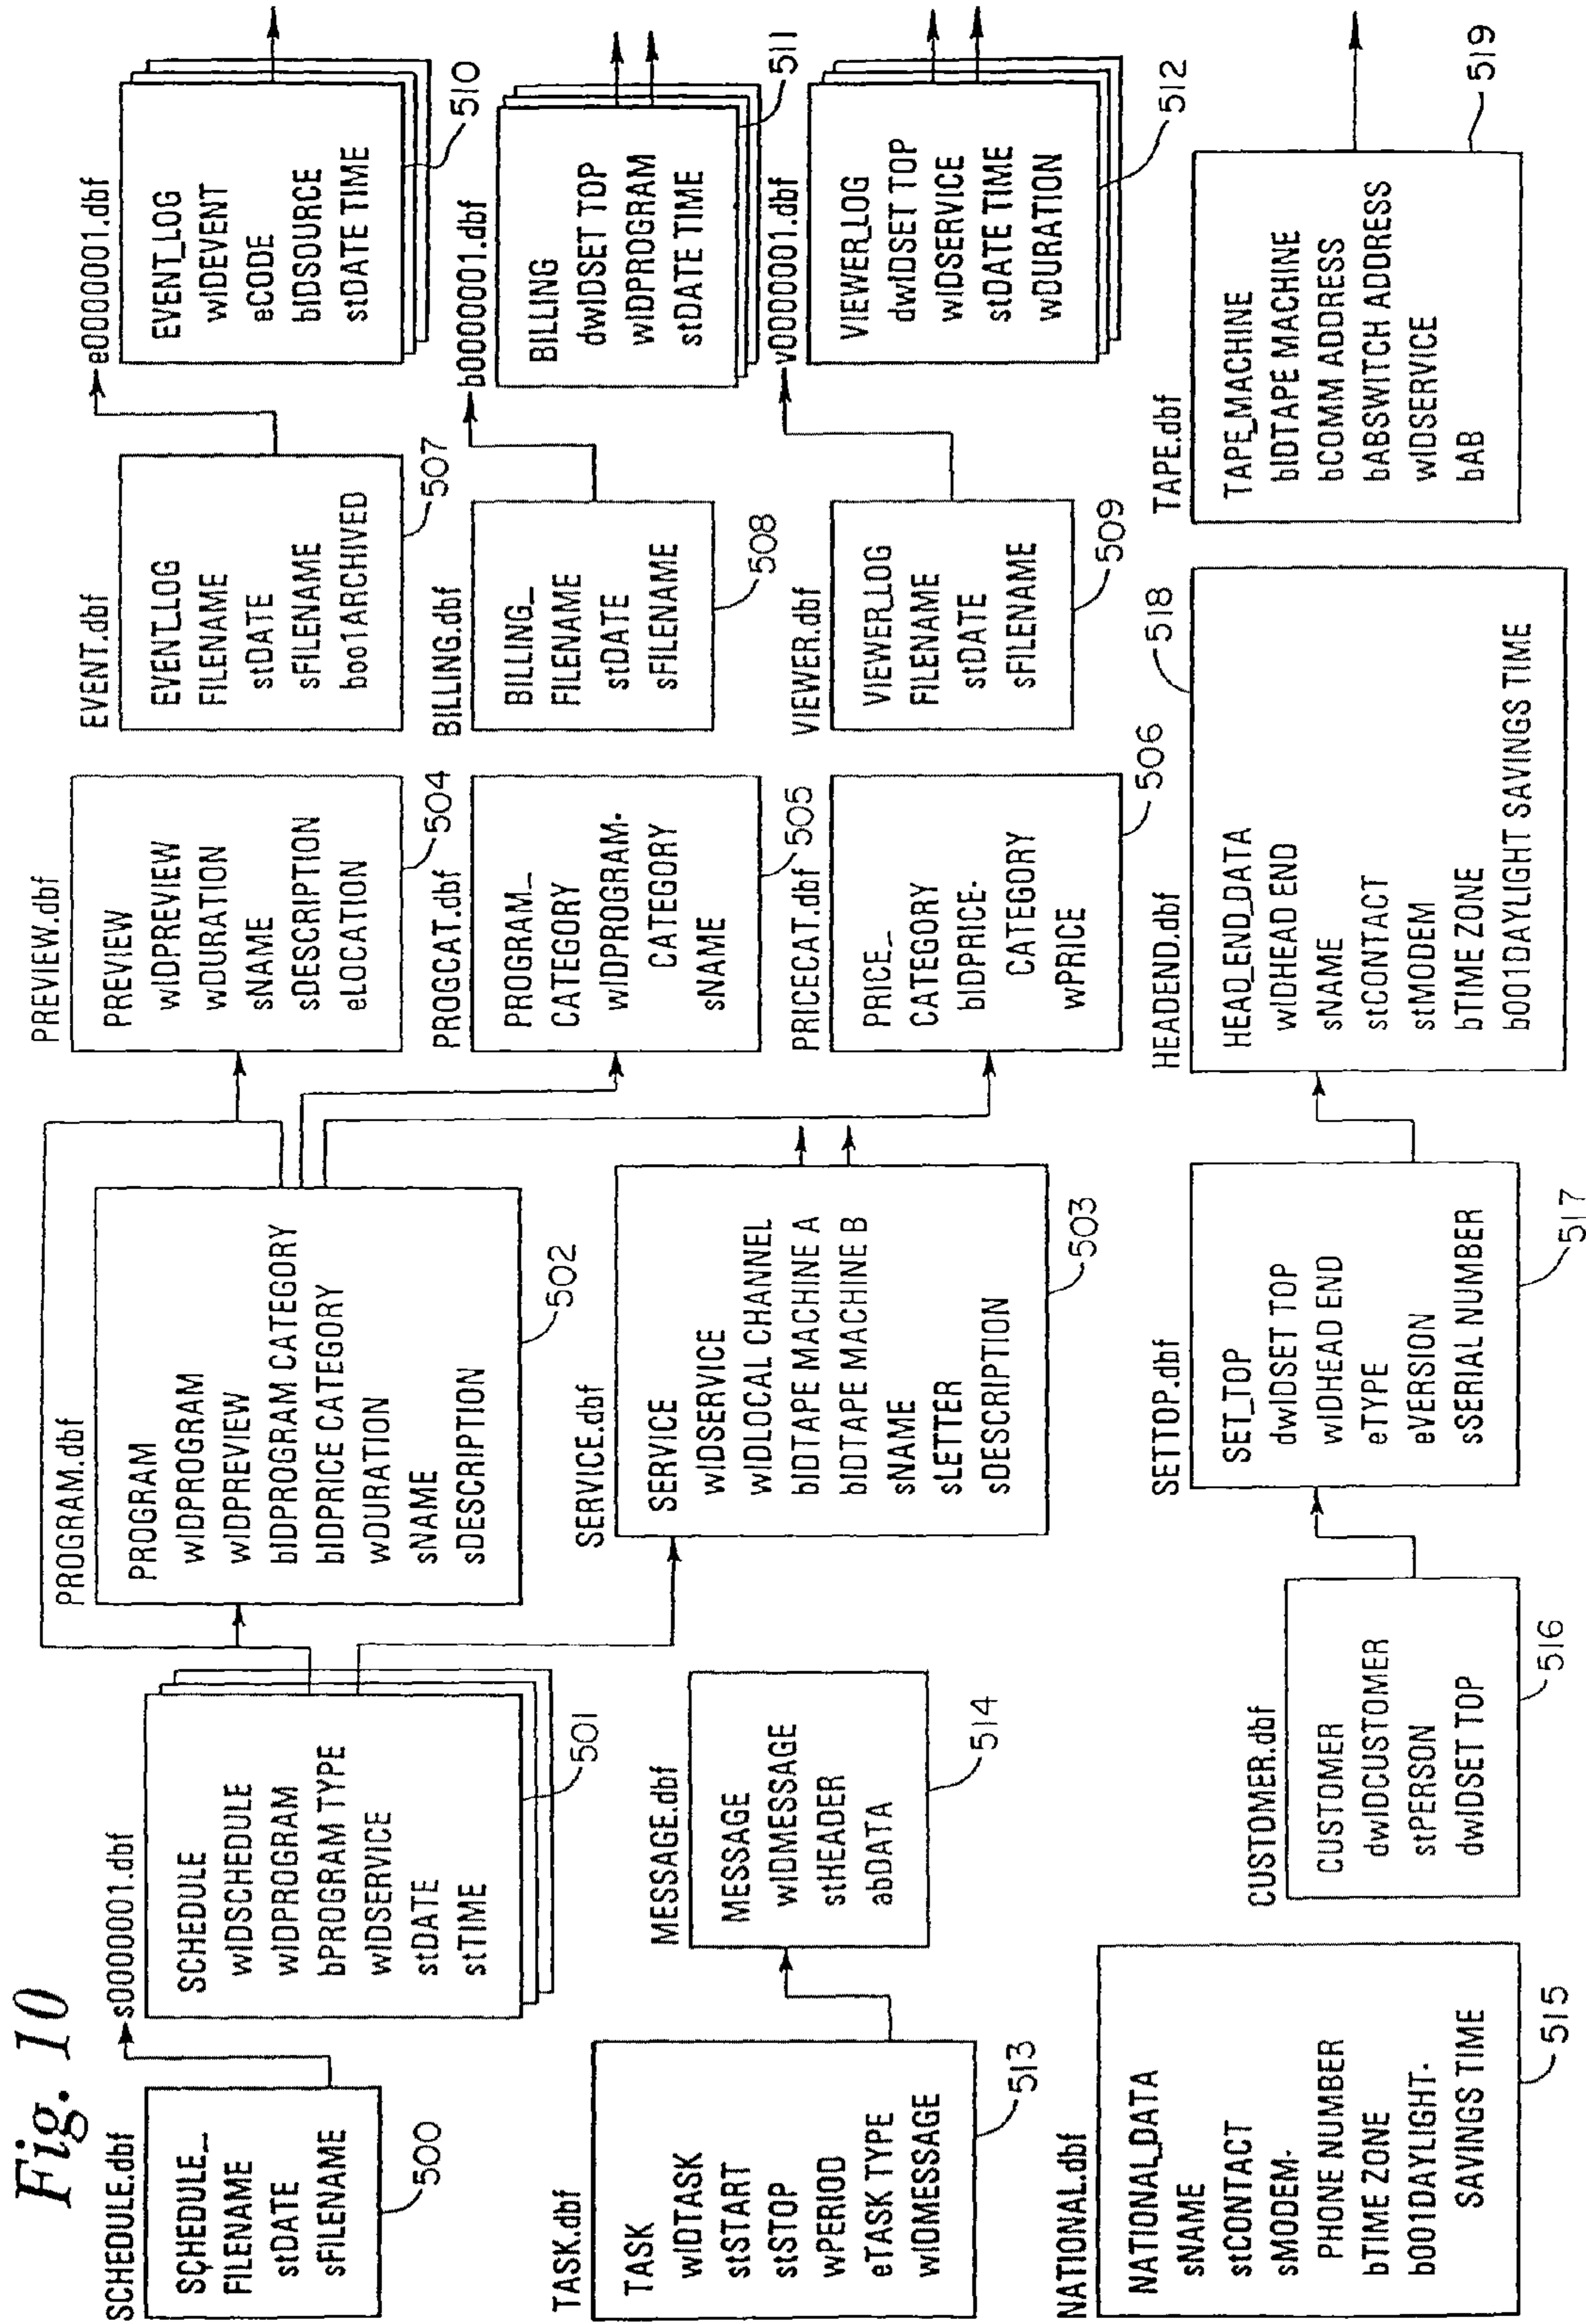 Fig. 10
SCHEDULE.dbf
SCHEDULE_
FILENAME
stDATE
sFILENAME
500
s0000001.dbf
SCHEDULE
wIDSCHEDULE
wIDPROGRAM
bPROGRAM TYPE
wIDSERVICE
stDATE
stTIME
501
PROGRAM.dbf
PROGRAM
wIDPROGRAM
wIDPREVIEW
bIDPROGRAM CATEGORY
bIDPRICE CATEGORY
wDURATION
sNAME
sDESCRIPTION
502
SERVICE.dbf
SERVICE
wIDSERVICE
wIDLOCAL CHANNEL
bIDTAPE MACHINE A
bIDTAPE MACHINE B
sNAME
sLETTER
sDESCRIPTION
503
PREVIEW.dbf
PREVIEW
wIDPREVIEW
wDURATION
sNAME
sDESCRIPTION
eLOCATION
504
PROGCAT.dbf
PROGRAM_
CATEGORY
wIDPROGRAM-
CATEGORY
sNAME
505
PRICECAT.dbf
PRICE_
CATEGORY
bIDPRICE-
CATEGORY
wPRICE
506
EVENT.dbf
EVENT_LOG
FILENAME
stDATE
sFILENAME
boo1ARCHIVED
507
BILLING.dbf
BILLING_
FILENAME
stDATE
sFILENAME
508
VIEWER.dbf
VIEWER_LOG
FILENAME
stDATE
sFILENAME
509
e0000001.dbf
EVENT_LOG
wIDEVENT
eCODE
bIDSOURCE
stDATE TIME
510
b0000001.dbf
BILLING
dwIDSET TOP
wIDPROGRAM
stDATE TIME
511
v0000001.dbf
VIEWER_LOG
dwIDSET TOP
wIDSERVICE
stDATE TIME
wDURATION
512
TASK.dbf
TASK
wIDTASK
stSTART
stSTOP
wPERIOD
eTASK TYPE
wIDMESSAGE
513
MESSAGE.dbf
MESSAGE
wIDMESSAGE
stHEADER
abDATA
514
NATIONAL.dbf
NATIONAL_DATA
sNAME
stCONTACT
sMODEM-
PHONE NUMBER
bTIME ZONE
b001DAYLIGHT-
SAVINGS TIME
515
CUSTOMER.dbf
CUSTOMER
dwIDCUSTOMER
stPERSON
dwIDSET TOP
516
SETTOP.dbf
SET_TOP
dwIDSET TOP
wIDHEAD END
eTYPE
eVERSION
sSERIAL NUMBER
517
HEADEND.dbf
HEAD_END_DATA
wIDHEAD END
sNAME
stCONTACT
stMODEM
bTIME ZONE
b001DAYLIGHT SAVINGS TIME
518
TAPE.dbf
TAPE_MACHINE
bIDTAPE MACHINE
bCOMM ADDRESS
bABSWITCH ADDRESS
wIDSERVICE
bAB
519